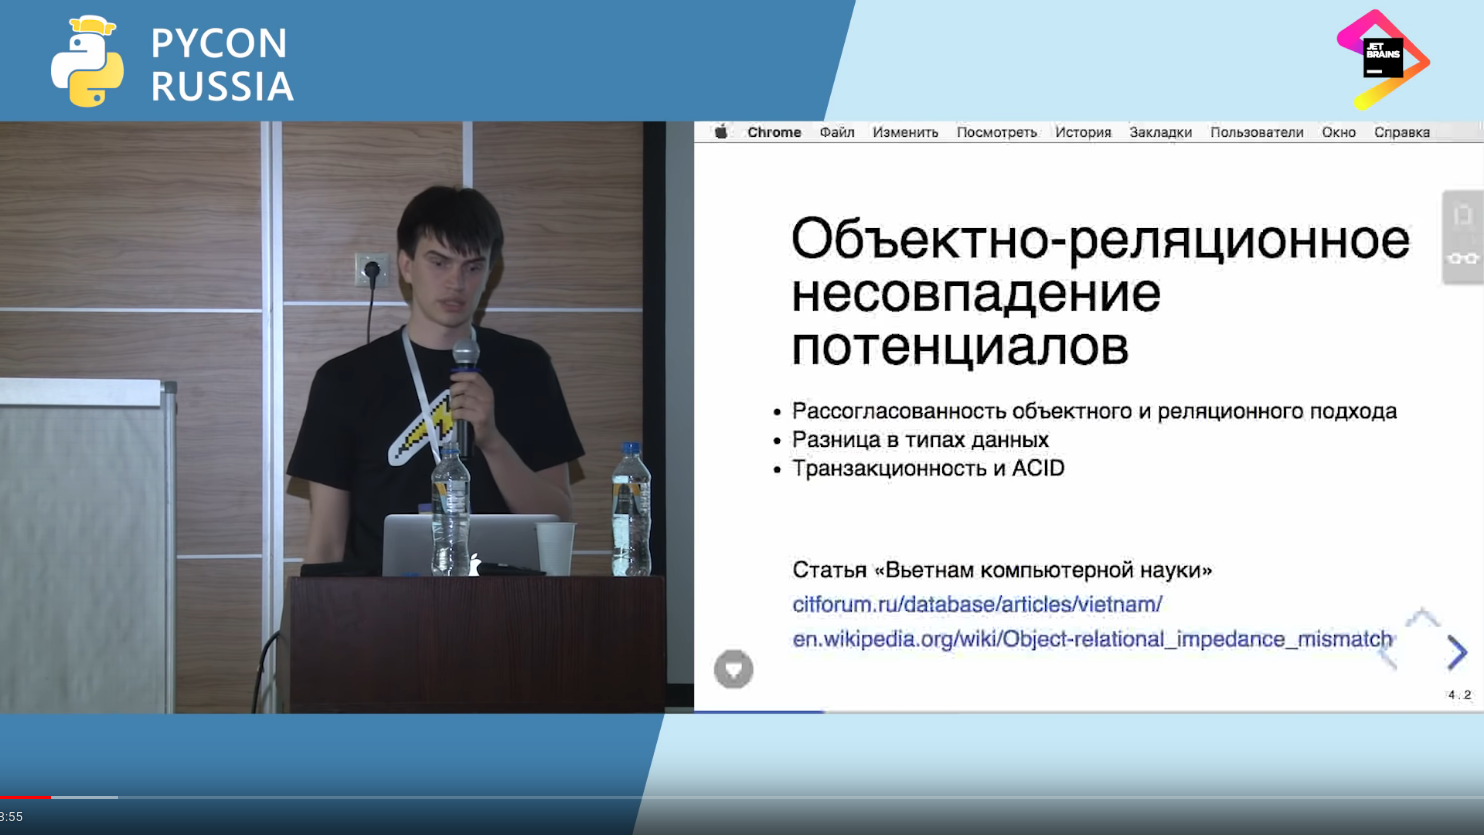 PYCON
RUSSIA
JET
BRAINS
Chrome Файл Изменить Посмотреть История Закладки Пользователи Окно Справка
Объектно-реляционное
несовпадение
потенциалов
• Рассогласованность объектного и реляционного подхода
• Разница в типах данных
• Транзакционность и ACID
Статья «Вьетнам компьютерной науки»
citforum.ru/database/articles/vietnam/
en.wikipedia.org/wiki/Object-relational_impedance_mismatch
4.2
3:55